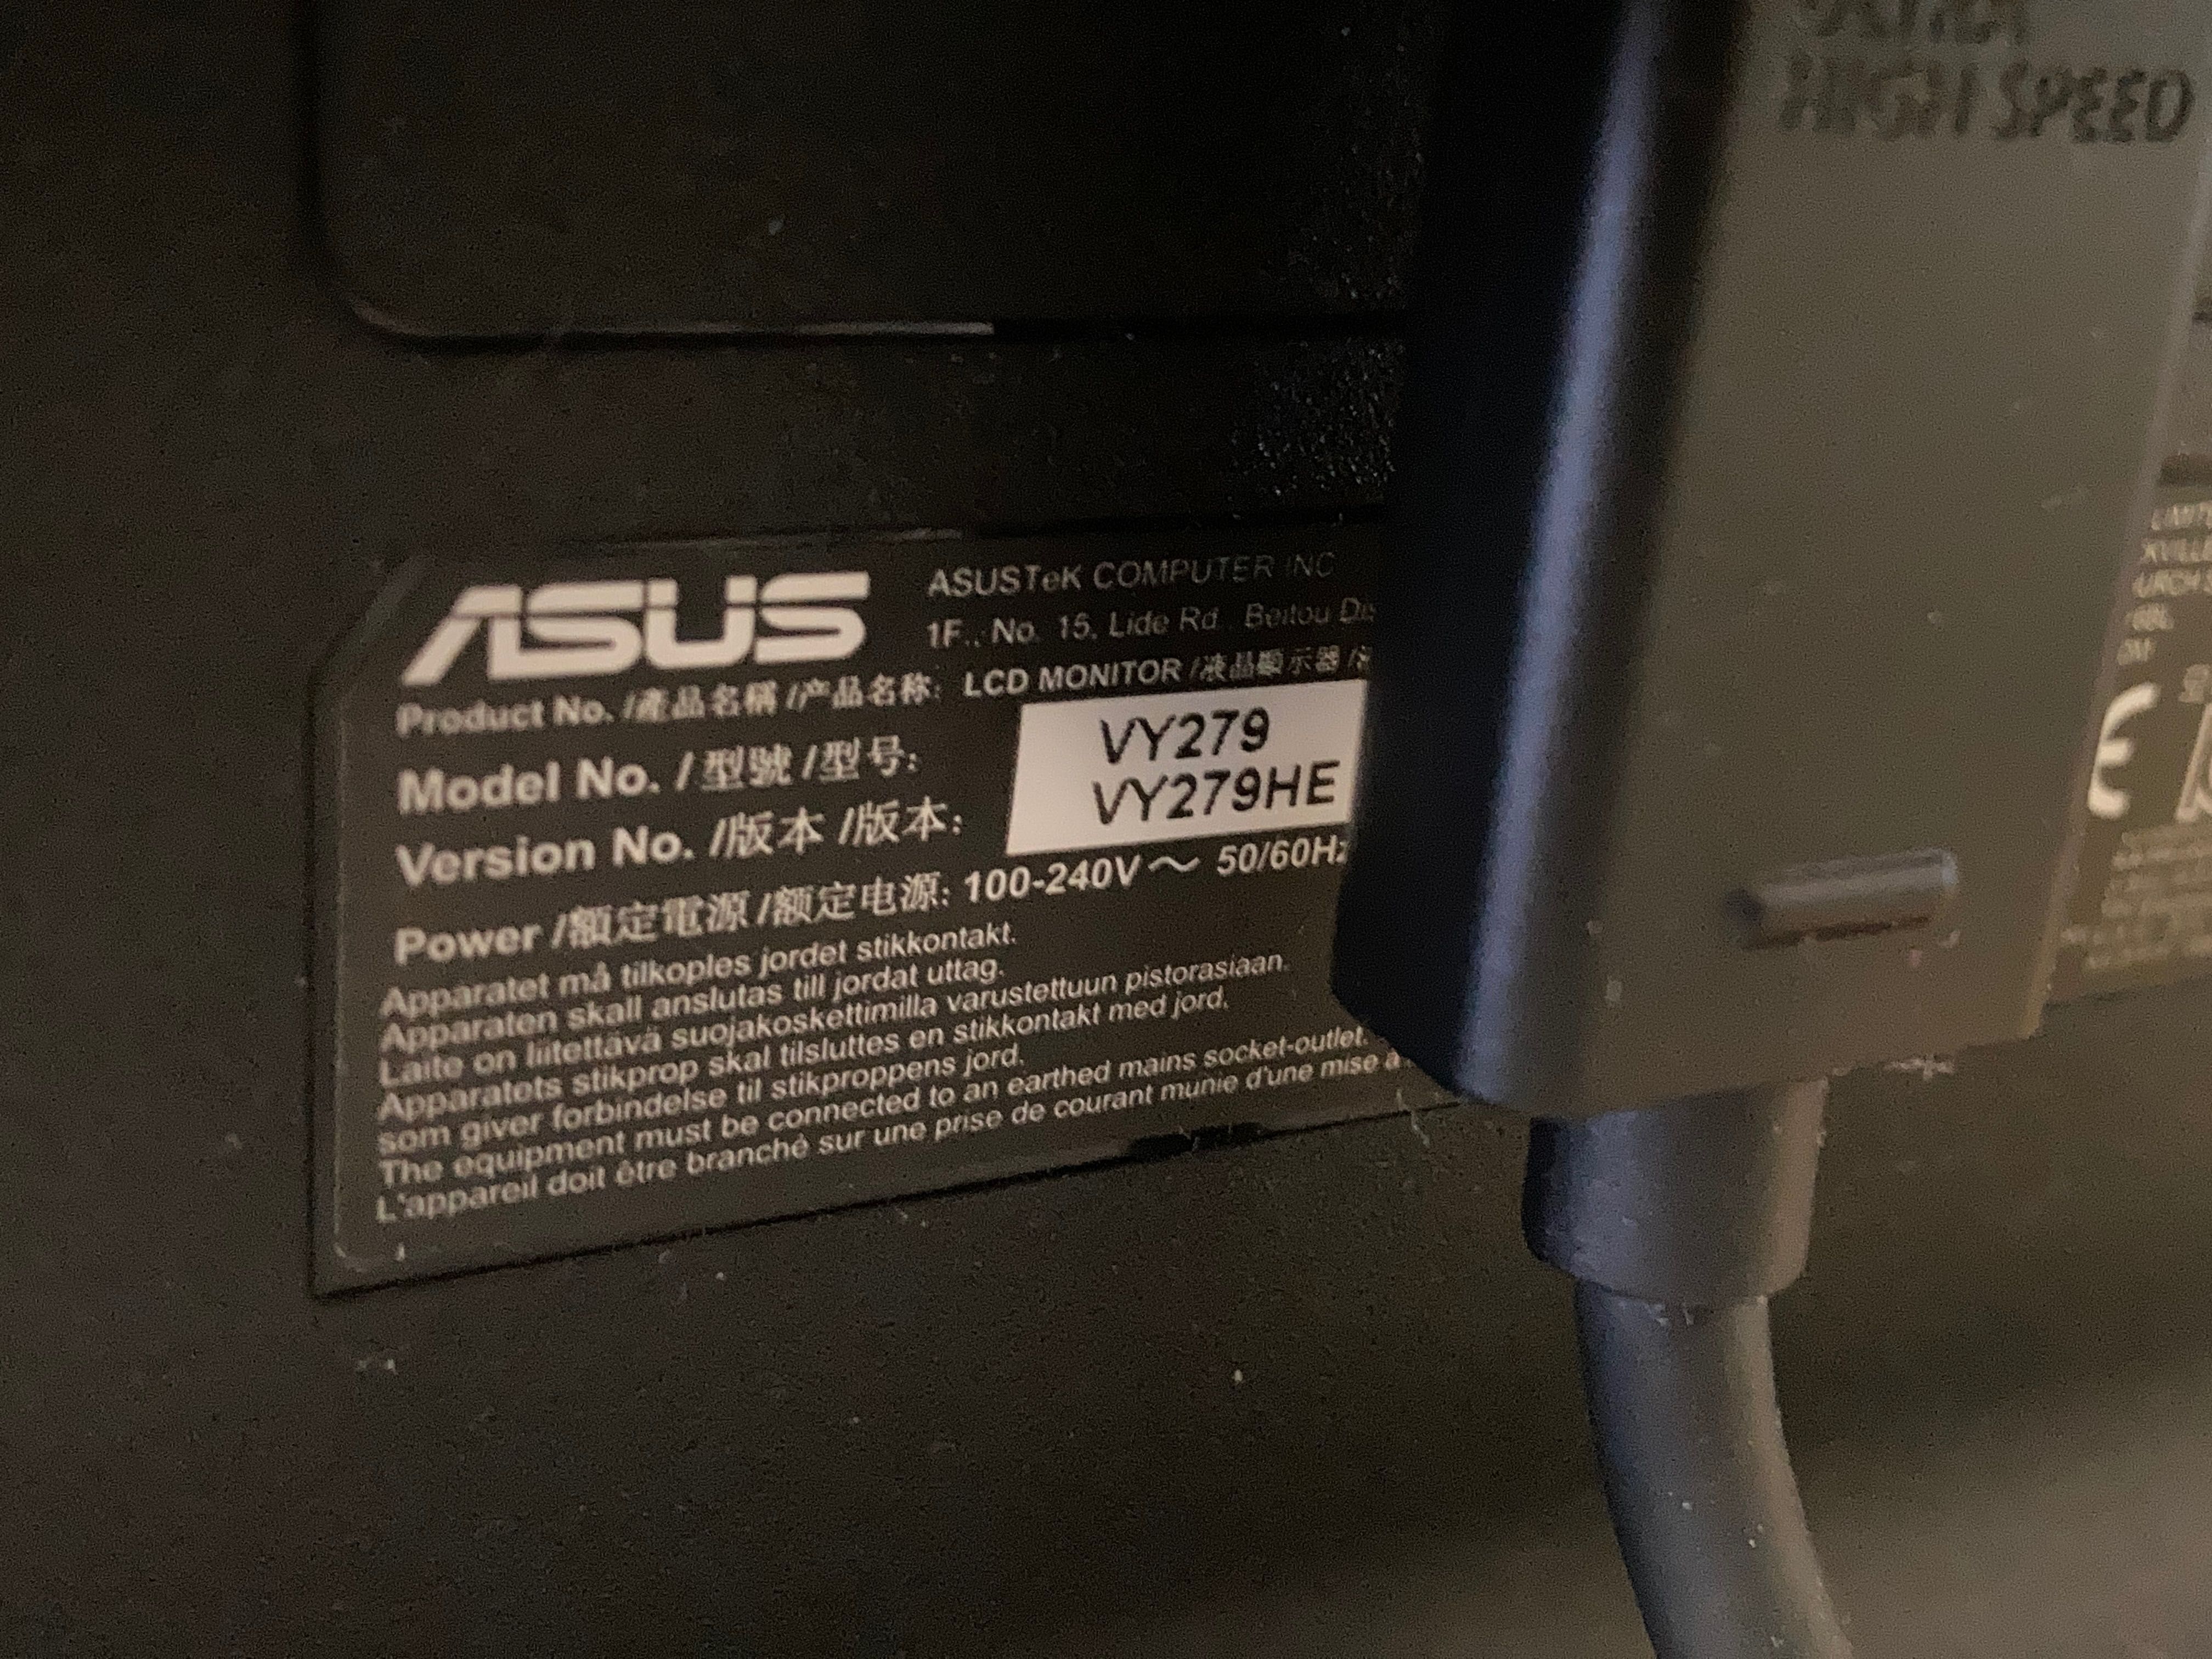 HIGH SPEED
ASUS
ASUSTeK COMPUTER INC
1F., No. 15, Lide Rd., Beitou
Product No. /產品名稱 /产品名称: LCD MONITOR /液晶顯示器 /
Model No. / 型號 /型号: VY279
Version No. /版本 /版本: VY279HE
Power /額定電源 /额定电源: 100-240V～ 50/60Hz
Apparatet må tilkoples jordet stikkontakt.
Apparaten skall anslutas till jordat uttag.
Laite on liitettävä suojakoskettimilla varustettuun pistorasiaan.
Apparatets stikprop skal tilsluttes en stikkontakt med jord,
som giver forbindelse til stikproppens jord.
The equipment must be connected to an earthed mains socket-outlet.
L'appareil doit être branché sur une prise de courant munie d'une mise à
CE